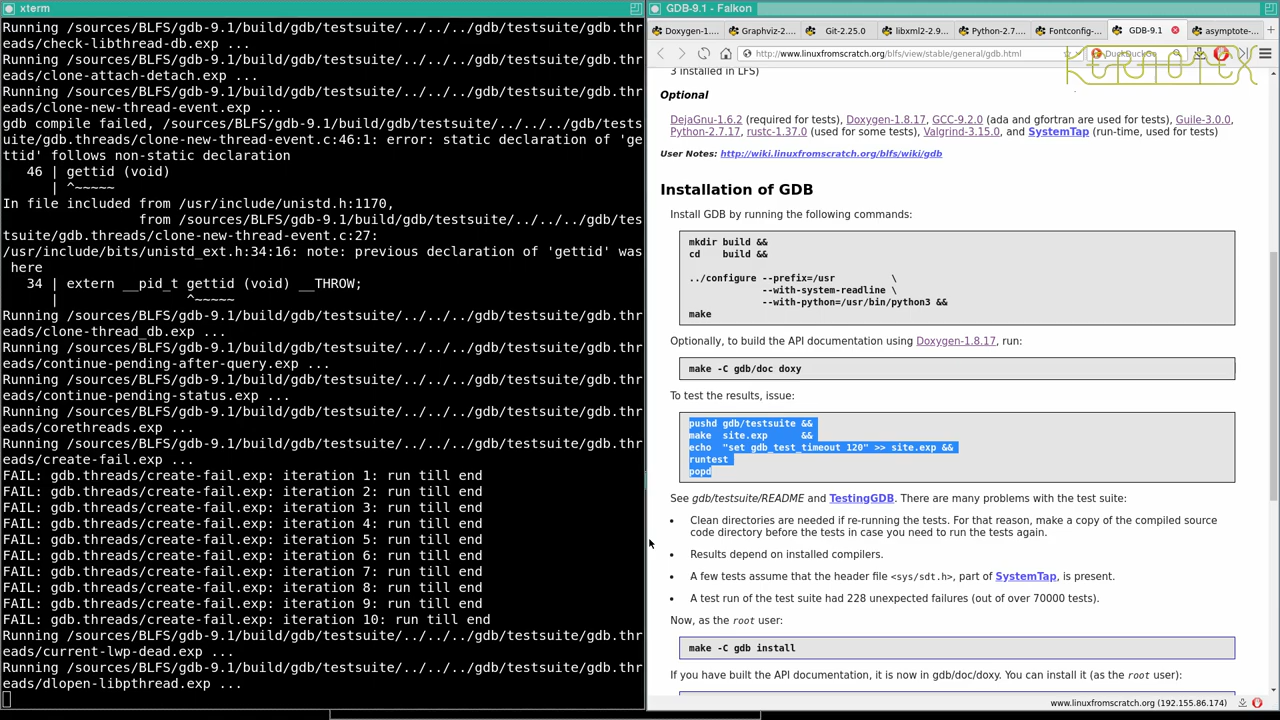 xterm
Running /sources/BLFS/gdb-9.1/build/gdb/testsuite/../../../gdb/testsuite/gdb.thr
eads/check-libthread-db.exp ...
Running /sources/BLFS/gdb-9.1/build/gdb/testsuite/../../../gdb/testsuite/gdb.thr
eads/clone-attach-detach.exp ...
Running /sources/BLFS/gdb-9.1/build/gdb/testsuite/../../../gdb/testsuite/gdb.thr
eads/clone-new-thread-event.exp ...
gdb compile failed, /sources/BLFS/gdb-9.1/build/gdb/testsuite/../../../gdb/tests
uite/gdb.threads/clone-new-thread-event.c:46:1: error: static declaration of 'ge
ttid' follows non-static declaration
46 | gettid (void)
| ^~~~~~
In file included from /usr/include/unistd.h:1170,
from /sources/BLFS/gdb-9.1/build/gdb/testsuite/../../../gdb/tes
tsuite/gdb.threads/clone-new-thread-event.c:27:
/usr/include/bits/unistd_ext.h:34:16: note: previous declaration of 'gettid' was
here
34 | extern __pid_t gettid (void) __THROW;
| ^~~~~~
Running /sources/BLFS/gdb-9.1/build/gdb/testsuite/../../../gdb/testsuite/gdb.thr
eads/clone-thread_db.exp ...
Running /sources/BLFS/gdb-9.1/build/gdb/testsuite/../../../gdb/testsuite/gdb.thr
eads/continue-pending-after-query.exp ...
Running /sources/BLFS/gdb-9.1/build/gdb/testsuite/../../../gdb/testsuite/gdb.thr
eads/continue-pending-status.exp ...
Running /sources/BLFS/gdb-9.1/build/gdb/testsuite/../../../gdb/testsuite/gdb.thr
eads/corethreads.exp ...
Running /sources/BLFS/gdb-9.1/build/gdb/testsuite/../../../gdb/testsuite/gdb.thr
eads/create-fail.exp ...
FAIL: gdb.threads/create-fail.exp: iteration 1: run till end
FAIL: gdb.threads/create-fail.exp: iteration 2: run till end
FAIL: gdb.threads/create-fail.exp: iteration 3: run till end
FAIL: gdb.threads/create-fail.exp: iteration 4: run till end
FAIL: gdb.threads/create-fail.exp: iteration 5: run till end
FAIL: gdb.threads/create-fail.exp: iteration 6: run till end
FAIL: gdb.threads/create-fail.exp: iteration 7: run till end
FAIL: gdb.threads/create-fail.exp: iteration 8: run till end
FAIL: gdb.threads/create-fail.exp: iteration 9: run till end
FAIL: gdb.threads/create-fail.exp: iteration 10: run till end
Running /sources/BLFS/gdb-9.1/build/gdb/testsuite/../../../gdb/testsuite/gdb.thr
eads/current-lwp-dead.exp ...
Running /sources/BLFS/gdb-9.1/build/gdb/testsuite/../../../gdb/testsuite/gdb.thr
eads/dlopen-libpthread.exp ...
GDB-9.1 - Falkon
Doxygen-1.... Graphviz-2.... Git-2.25.0 libxml2-2.9... Python-2.7.... Fontconfig-... GDB-9.1 asymptote-...
http://www.linuxfromscratch.org/blfs/view/stable/general/gdb.html
DuckDuckGo
KERNOTEX
3 installed in LFS)
Optional
DejaGnu-1.6.2 (required for tests), Doxygen-1.8.17, GCC-9.2.0 (ada and gfortran are used for tests), Guile-3.0.0,
Python-2.7.17, rustc-1.37.0 (used for some tests), Valgrind-3.15.0, and SystemTap (run-time, used for tests)
User Notes: http://wiki.linuxfromscratch.org/blfs/wiki/gdb
Installation of GDB
Install GDB by running the following commands:
mkdir build &&
cd    build &&
../configure --prefix=/usr          \
--with-system-readline \
--with-python=/usr/bin/python3 &&
make
Optionally, to build the API documentation using Doxygen-1.8.17, run:
make -C gdb/doc doxy
To test the results, issue:
pushd gdb/testsuite &&
make  site.exp      &&
echo  "set gdb_test_timeout 120" >> site.exp &&
runtest
popd
See gdb/testsuite/README and TestingGDB. There are many problems with the test suite:
• Clean directories are needed if re-running the tests. For that reason, make a copy of the compiled source
code directory before the tests in case you need to run the tests again.
• Results depend on installed compilers.
• A few tests assume that the header file <sys/sdt.h>, part of SystemTap, is present.
• A test run of the test suite had 228 unexpected failures (out of over 70000 tests).
Now, as the root user:
make -C gdb install
If you have built the API documentation, it is now in gdb/doc/doxy. You can install it (as the root user):
www.linuxfromscratch.org (192.155.86.174)